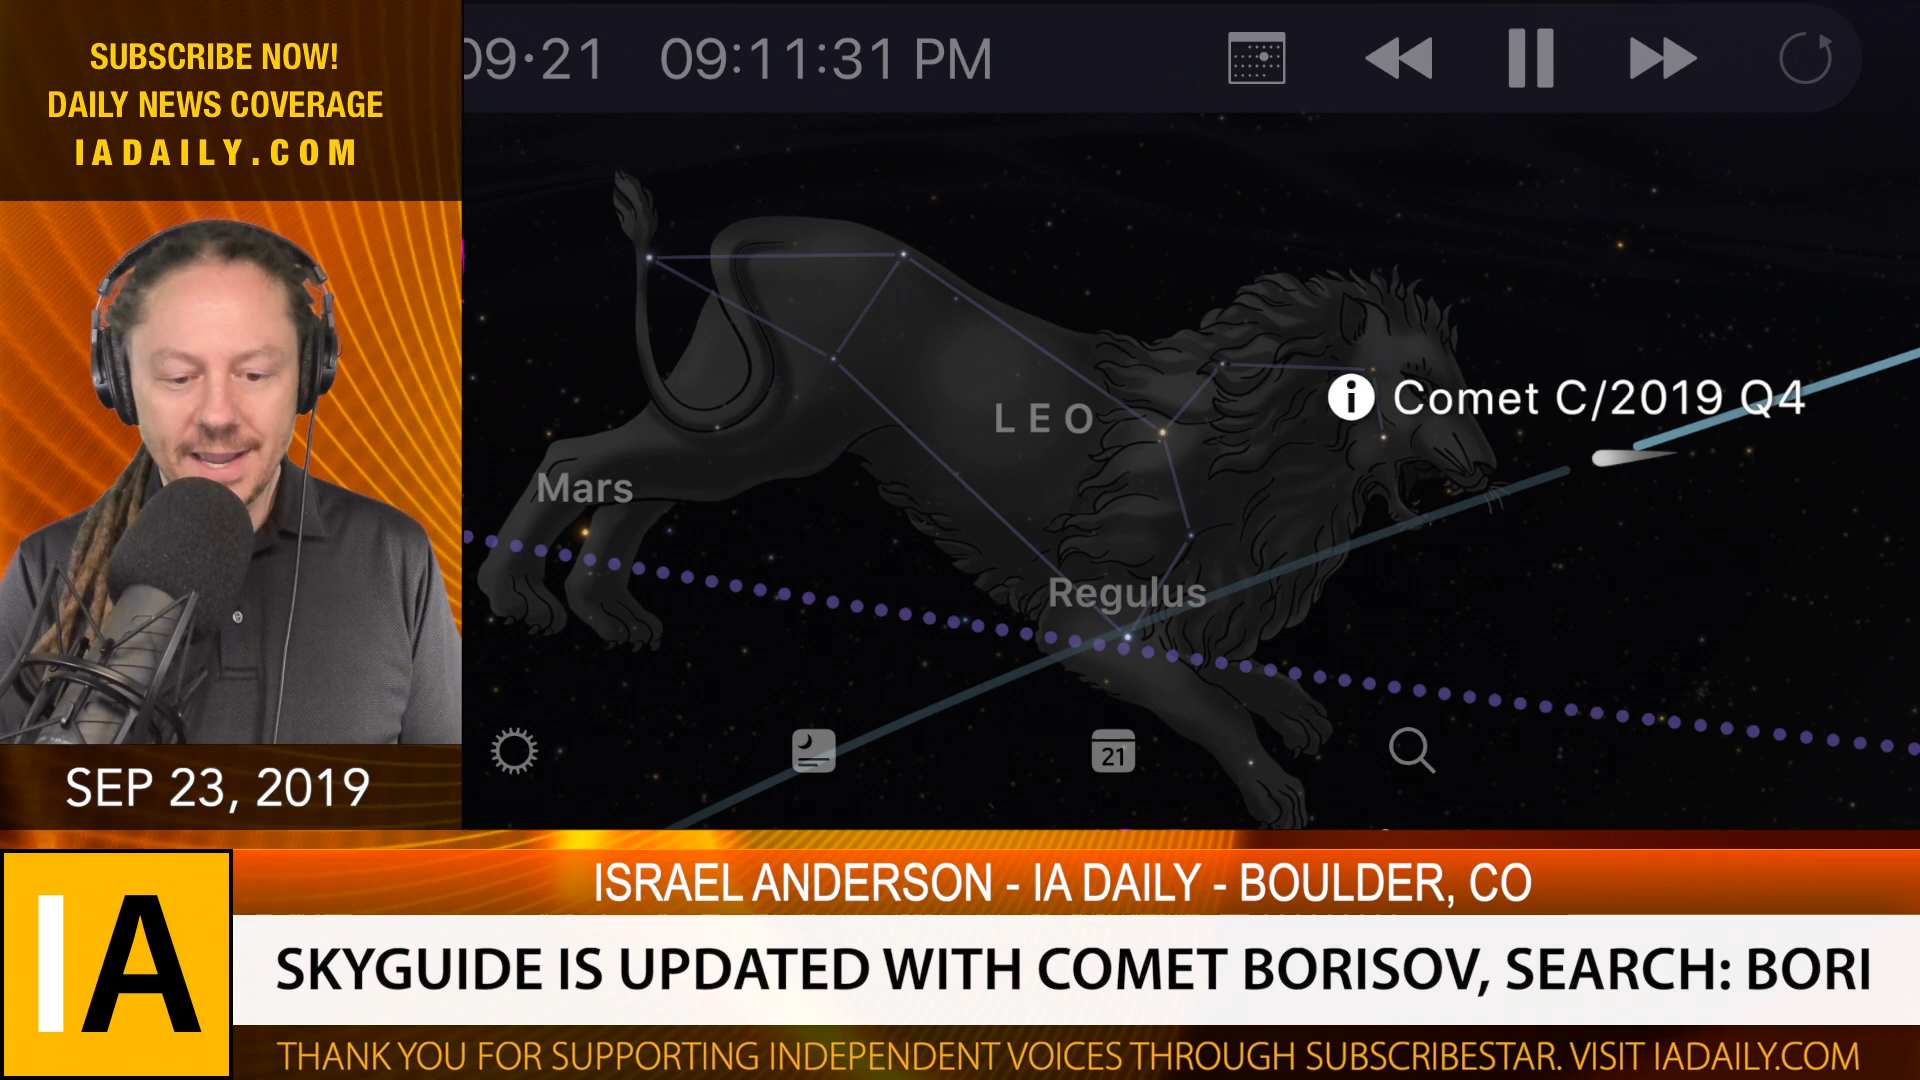 SUBSCRIBE NOW!
DAILY NEWS COVERAGE
IADAILY.COM
09•21 09:11:31 PM
LEO
Comet C/2019 Q4
Mars
Regulus
21
SEP 23, 2019
IA
ISRAEL ANDERSON - IA DAILY - BOULDER, CO
SKYGUIDE IS UPDATED WITH COMET BORISOV, SEARCH: BORI
THANK YOU FOR SUPPORTING INDEPENDENT VOICES THROUGH SUBSCRIBESTAR. VISIT IADAILY.COM